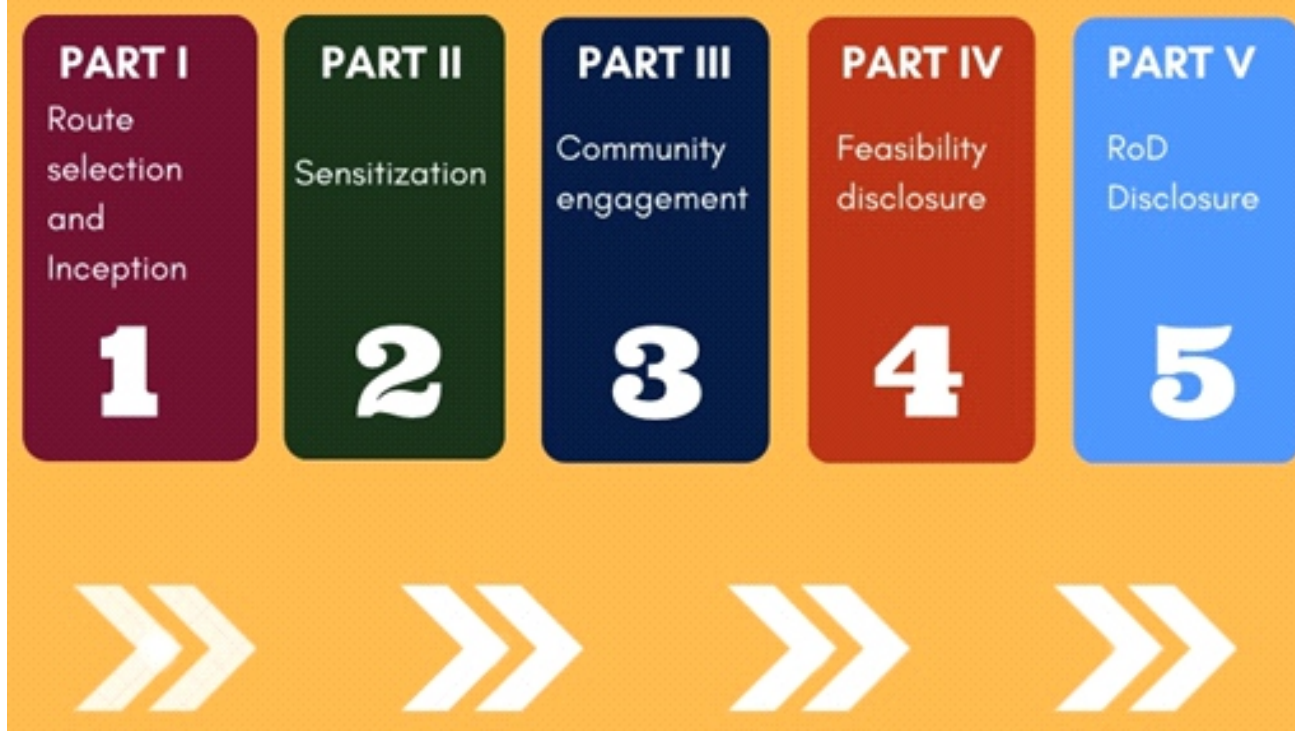 PART I
Route
selection
and
Inception
1
PART II
Sensitization
2
PART III
Community
engagement
3
PART IV
Feasibility
disclosure
4
PART V
RoD
Disclosure
5